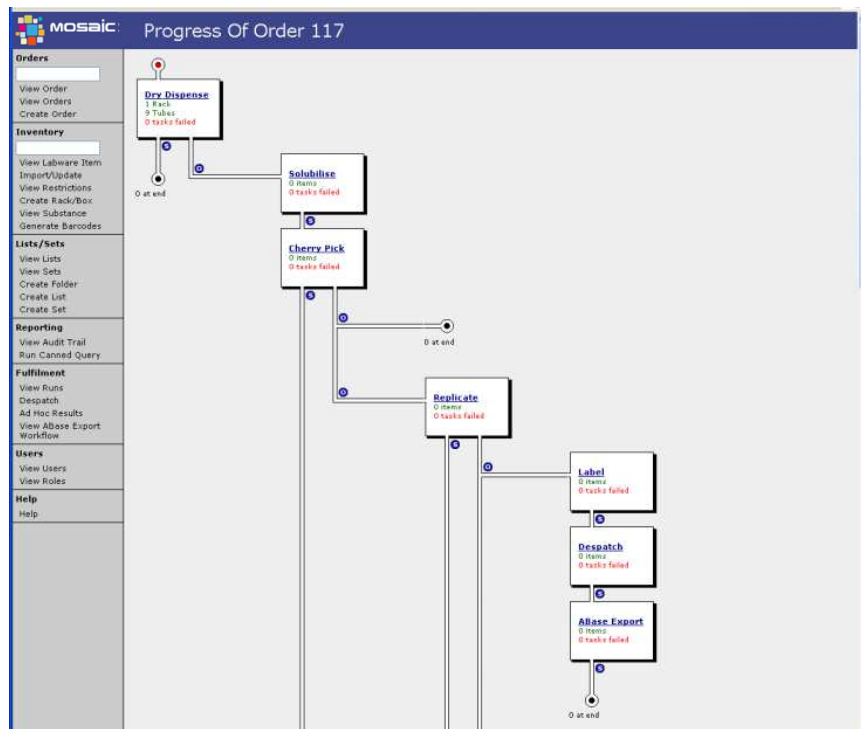 mosaic
Progress Of Order 117
Orders
View Order
View Orders
Create Order
Inventory
View Labware Item
Import/Update
View Restrictions
Create Rack/Box
View Substance
Generate Barcodes
Lists/Sets
View Lists
View Sets
Create Folder
Create List
Create Set
Reporting
View Audit Trail
Run Canned Query
Fulfilment
View Runs
Despatch
Ad Hoc Results
View ABase Export
Workflow
Users
View Users
View Roles
Help
Help
Dry Dispense
1 Rack
9 Tubes
0 tasks failed
S
O
0 at end
Solubilise
0 items
0 tasks failed
S
Cherry Pick
0 items
0 tasks failed
S
O
0 at end
O
Replicate
0 items
0 tasks failed
S
O
Label
0 items
0 tasks failed
S
Despatch
0 items
0 tasks failed
S
ABase Export
0 items
0 tasks failed
S
0 at end